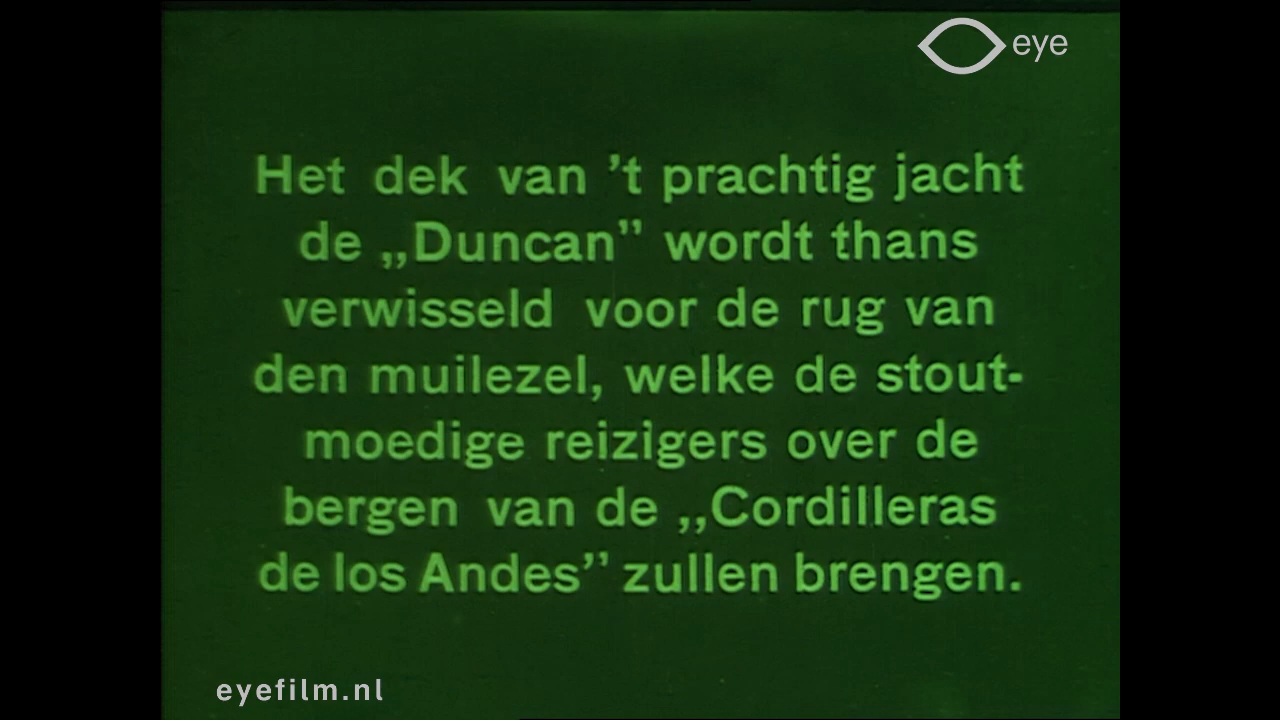 eye
Het dek van 't prachtig jacht
de „Duncan” wordt thans
verwisseld voor de rug van
den muilezel, welke de stout-
moedige reizigers over de
bergen van de „Cordilleras
de los Andes” zullen brengen.
eyefilm.nl